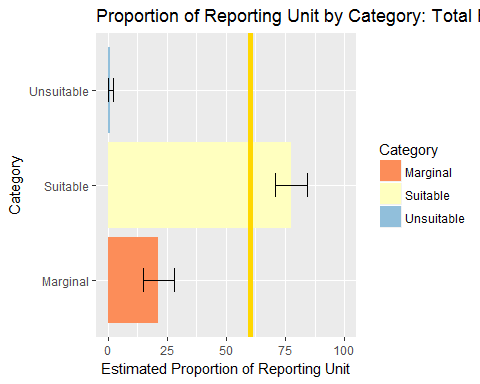 Proportion of Reporting Unit by Category: Total
Unsuitable
Suitable
Marginal
Category
0 25 50 75 100
Estimated Proportion of Reporting Unit
Category
Marginal
Suitable
Unsuitable